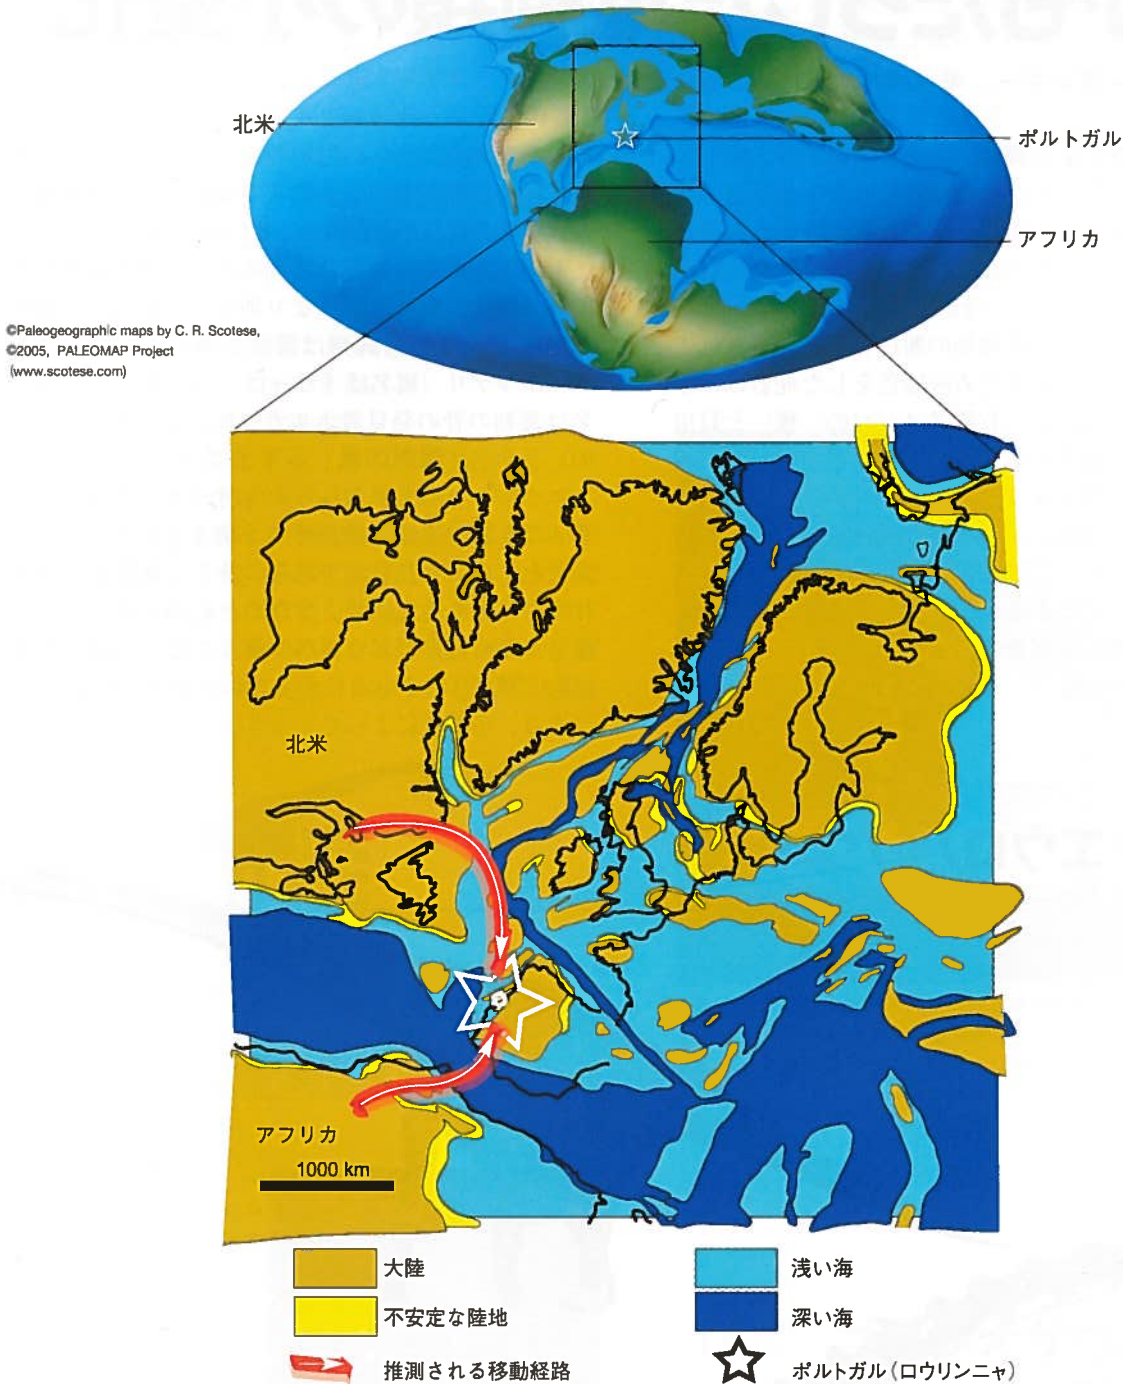 北米
ポルトガル
アフリカ
©Paleogeographic maps by C. R. Scotese,
©2005, PALEOMAP Project
(www.scotese.com)
北米
アフリカ
1000 km
大陸
浅い海
不安定な陸地
深い海
推測される移動経路
ポルトガル(ロウリンニャ)